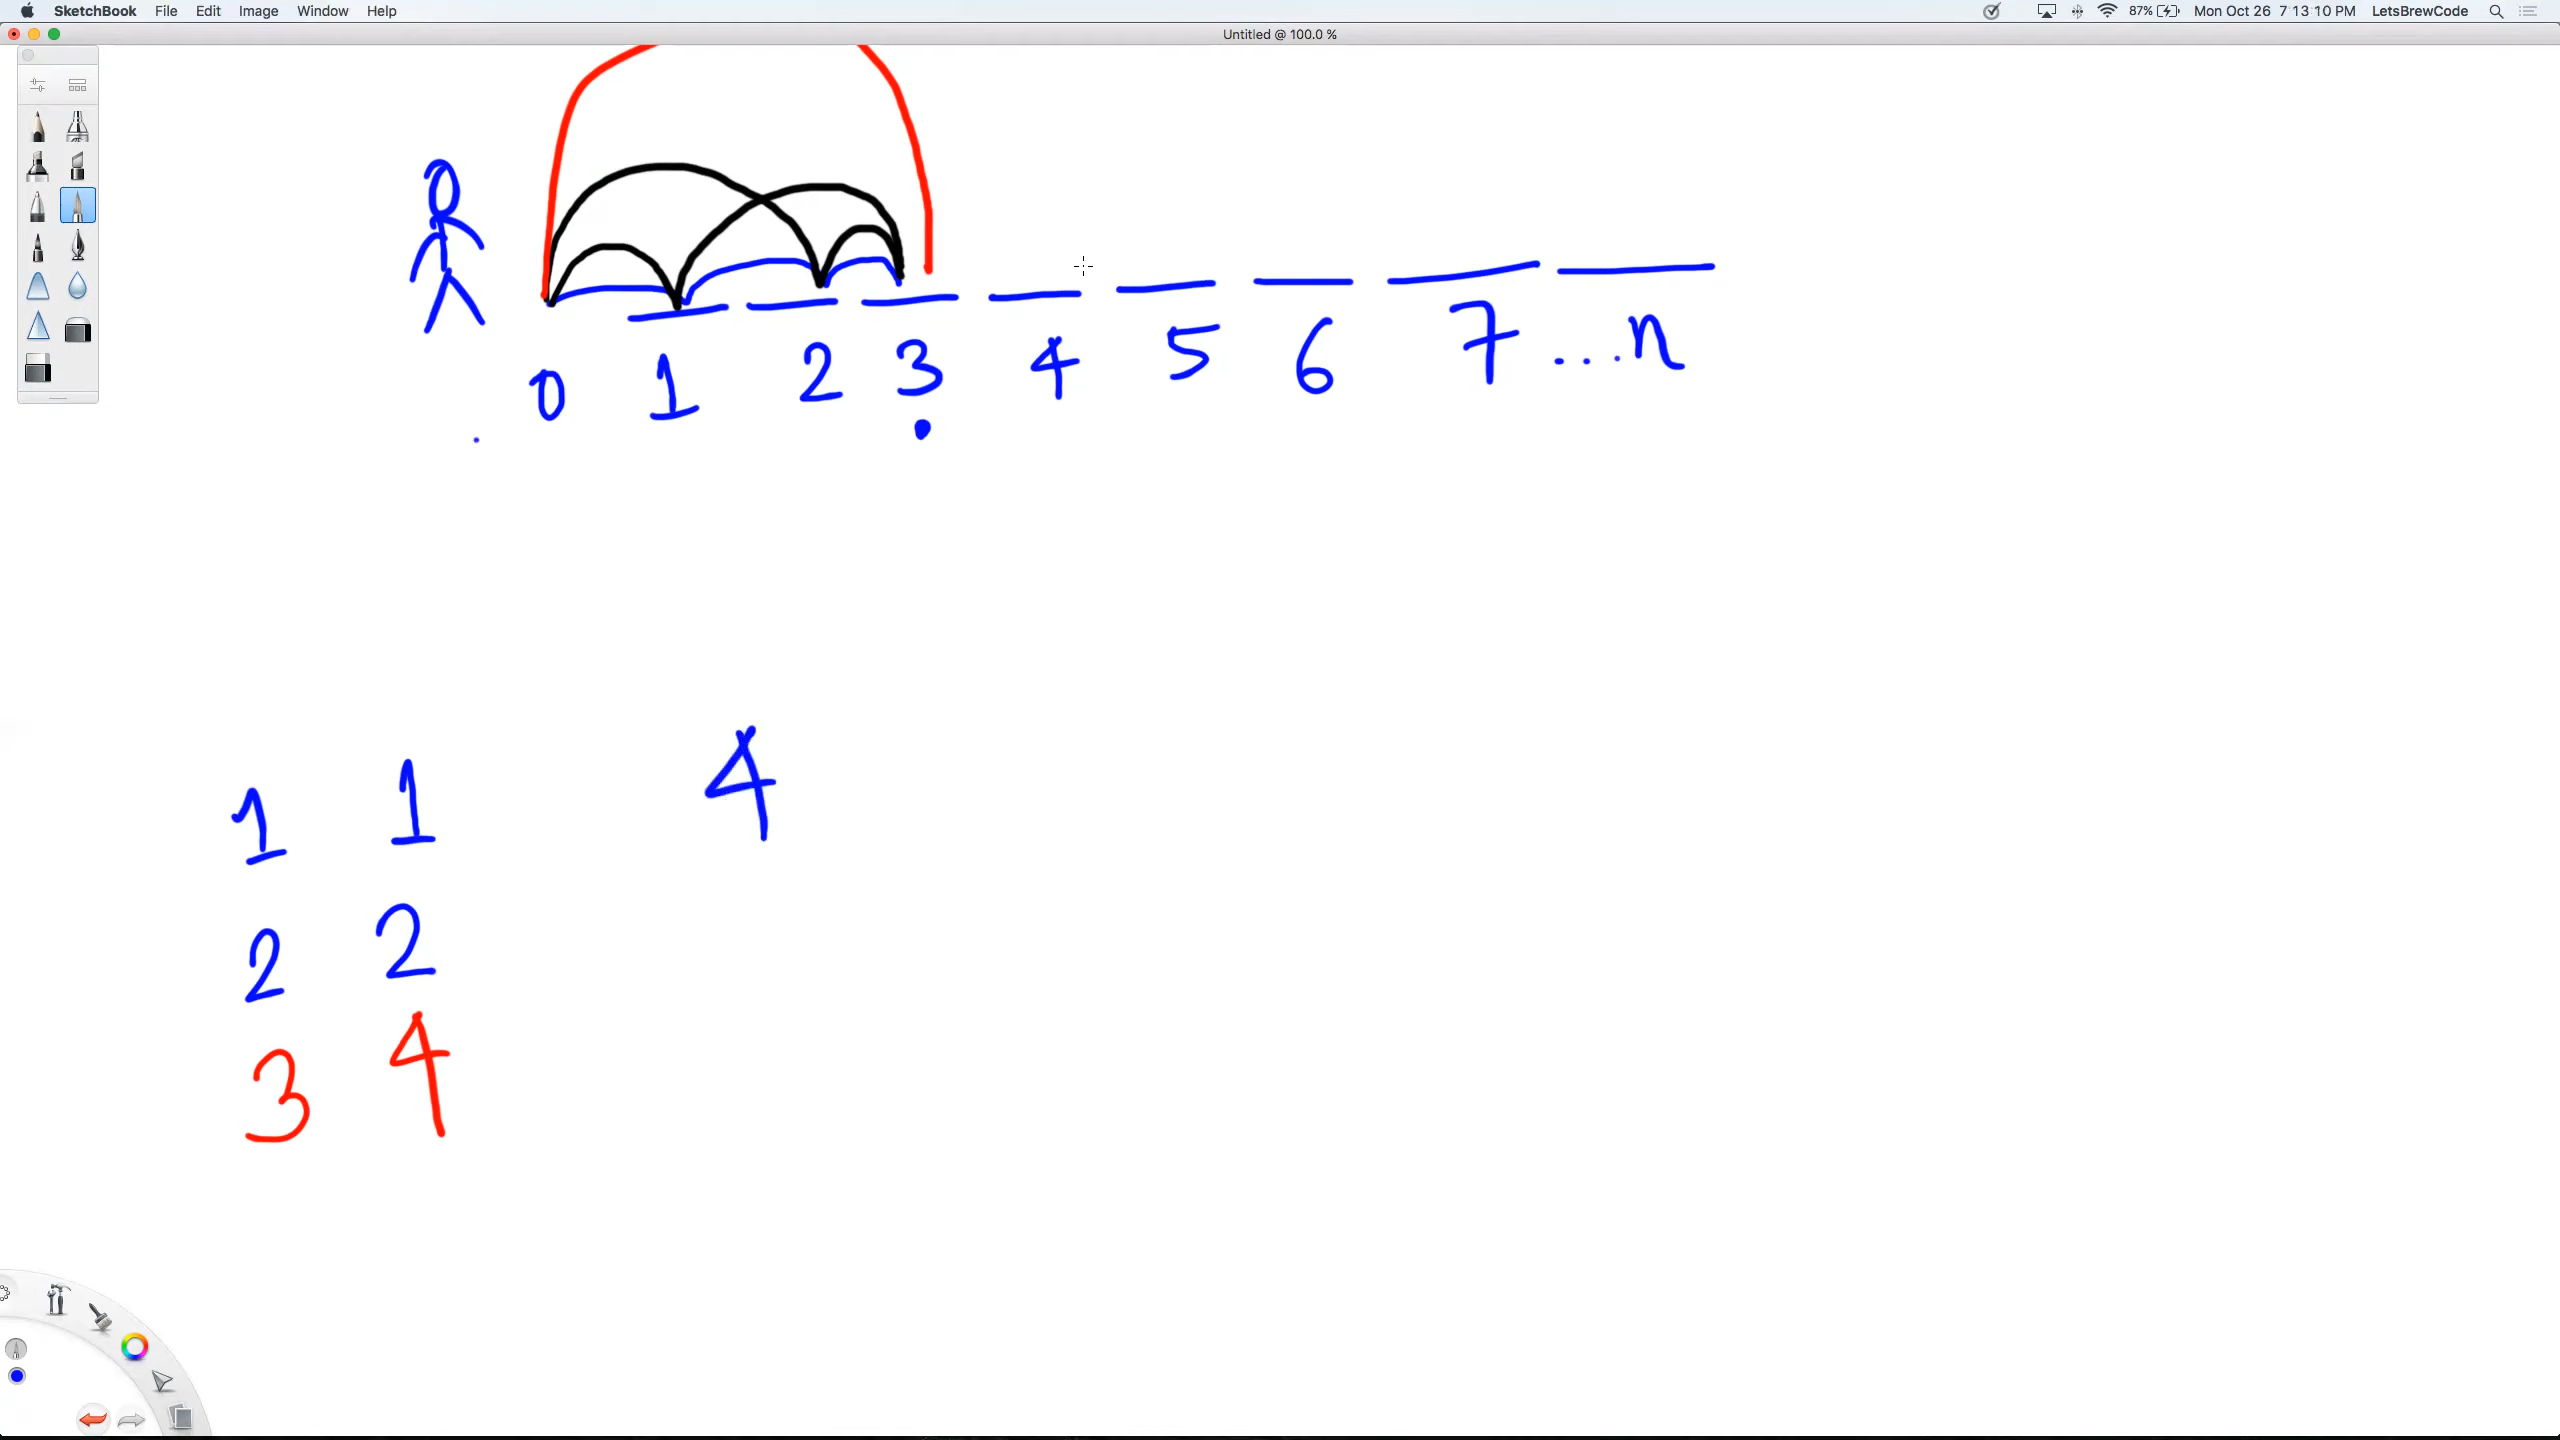 SketchBook File Edit Image Window Help 87% Mon Oct 26 7 13 10 PM LetsBrewCode
Untitled @ 100.0 %
0 1 2 3 4 5 6 7 ... n
1 1 4
2 2
3 4